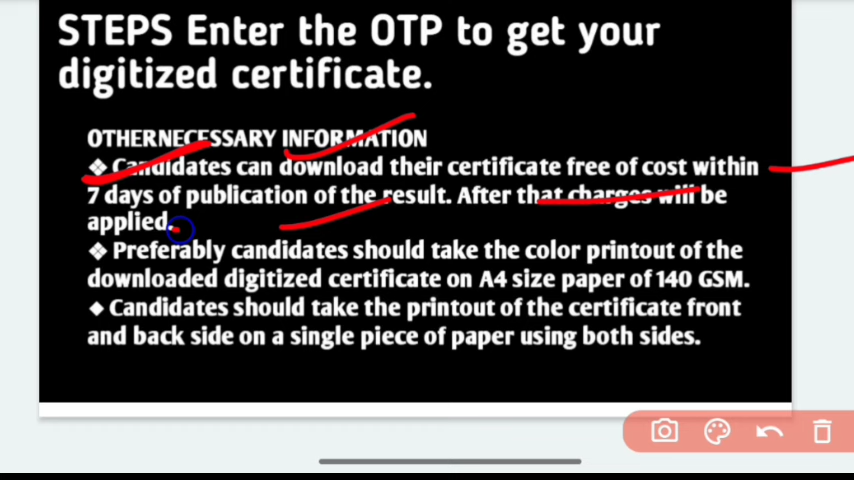 STEPS Enter the OTP to get your
digitized certificate.
OTHERNECESSARY INFORMATION
❖ Candidates can download their certificate free of cost within
7 days of publication of the result. After that charges will be
applied.
❖ Preferably candidates should take the color printout of the
downloaded digitized certificate on A4 size paper of 140 GSM.
◆ Candidates should take the printout of the certificate front
and back side on a single piece of paper using both sides.